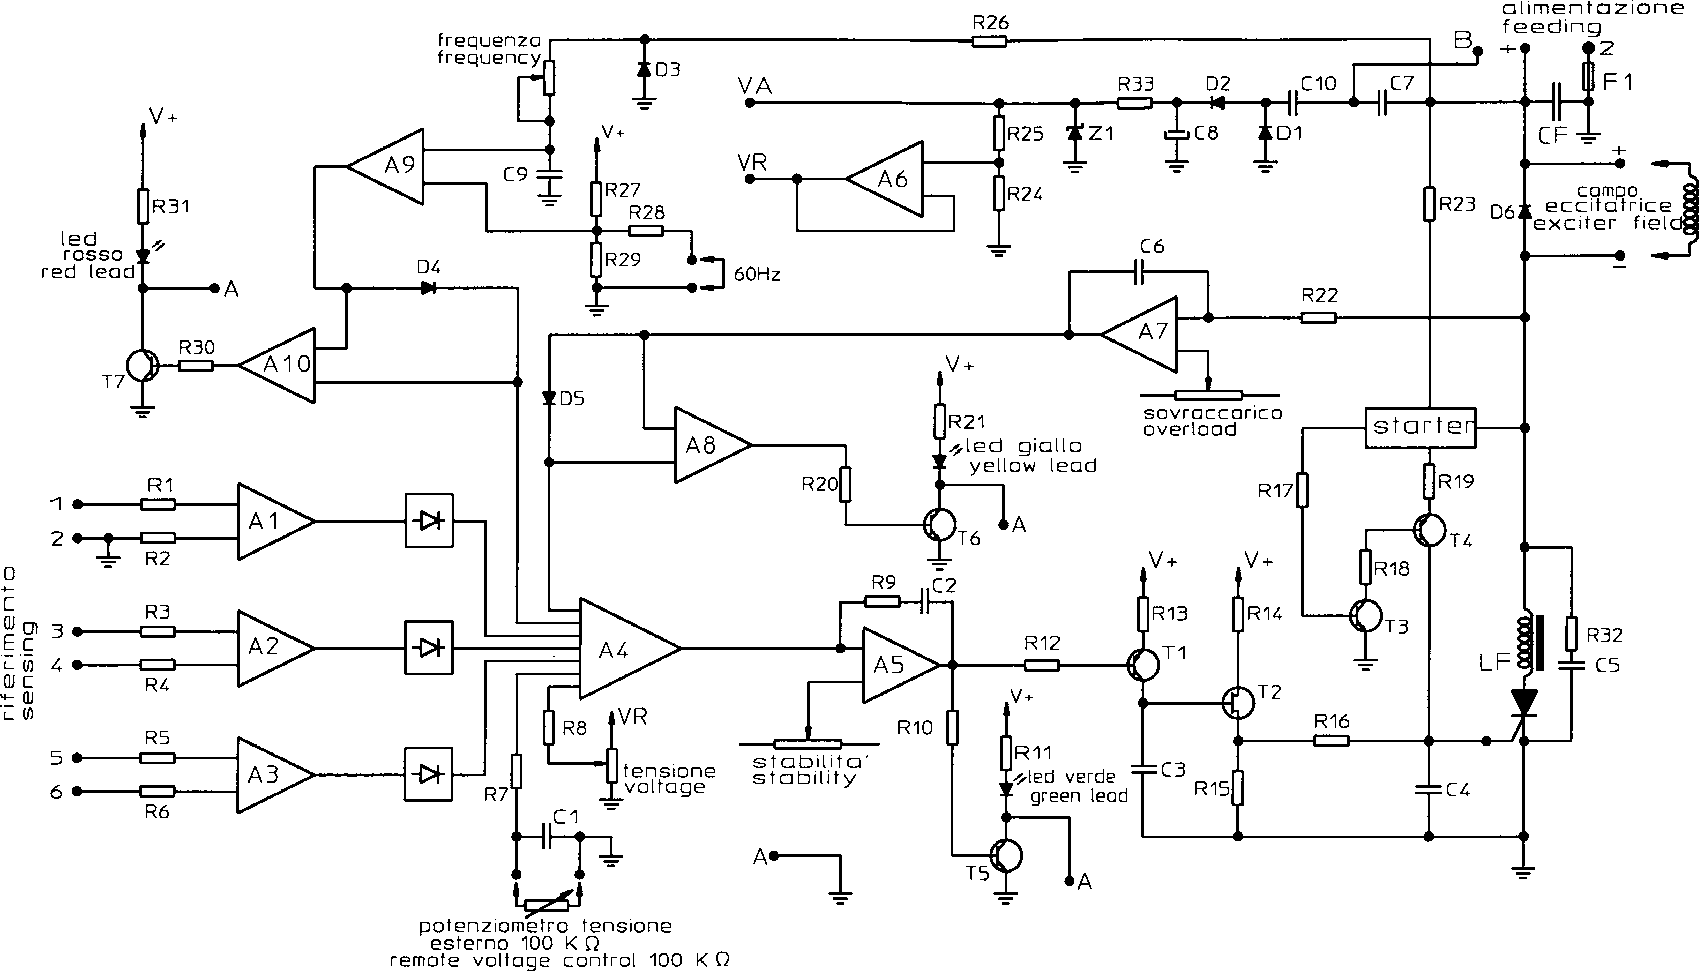 alimentazione
feeding
+
2
B
F1
CF
frequenza
frequency
D3
R26
VA
R33
D2
C10
C7
Z1
C8
D1
R25
R24
VR
A6
V+
A9
C9
V+
R27
R28
R29
60Hz
R31
led
rosso
red lead
A
D4
T7
R30
A10
R23
D6
+
campo
eccitatrice
exciter field
–
C6
A7
R22
sovraccarico
overload
D5
A8
R20
V+
R21
led giallo
yellow lead
T6
A
starter
R17
R19
T4
R18
T3
riferimento
sensing
1
R1
2
R2
A1
3
R3
4
R4
A2
5
R5
6
R6
A3
A4
R8
VR
tensione
voltage
R7
C1
potenziometro tensione
esterno 100 K Ω
remote voltage control 100 K Ω
R9
C2
A5
stabilita'
stability
R10
R12
V+
R11
led verde
green lead
T5
A
A
V+
R13
T1
V+
R14
T2
C3
R15
R16
C4
LF
R32
C5